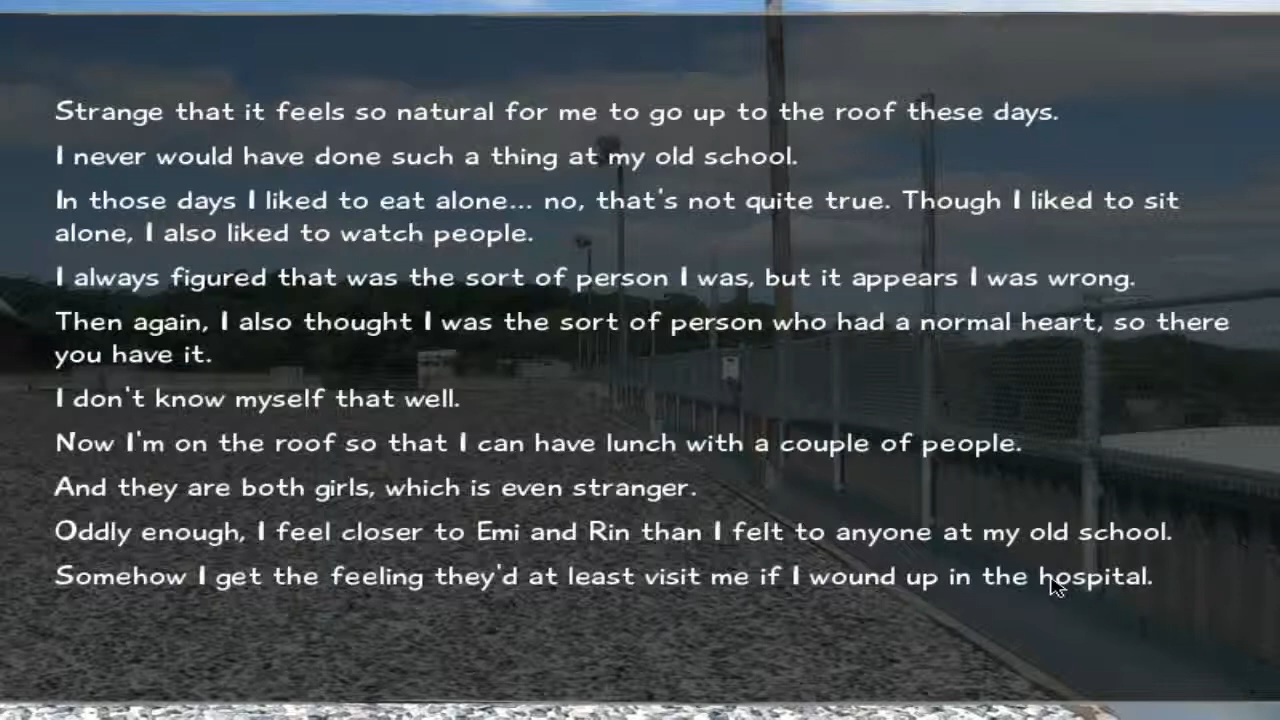 Strange that it feels so natural for me to go up to the roof these days.
I never would have done such a thing at my old school.
In those days I liked to eat alone... no, that's not quite true. Though I liked to sit
alone, I also liked to watch people.
I always figured that was the sort of person I was, but it appears I was wrong.
Then again, I also thought I was the sort of person who had a normal heart, so there
you have it.
I don't know myself that well.
Now I'm on the roof so that I can have lunch with a couple of people.
And they are both girls, which is even stranger.
Oddly enough, I feel closer to Emi and Rin than I felt to anyone at my old school.
Somehow I get the feeling they'd at least visit me if I wound up in the hospital.